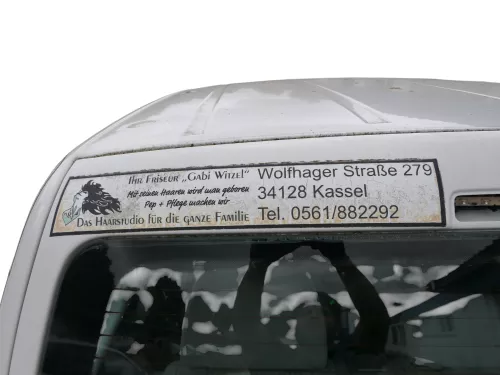 Ihr Friseur „Gabi Witzel"
Mit seinen Haaren wird man geboren
Pep + Pflege machen wir
Das Haarstudio für die ganze Familie
Wolfhager Straße 279
34128 Kassel
Tel. 0561/882292